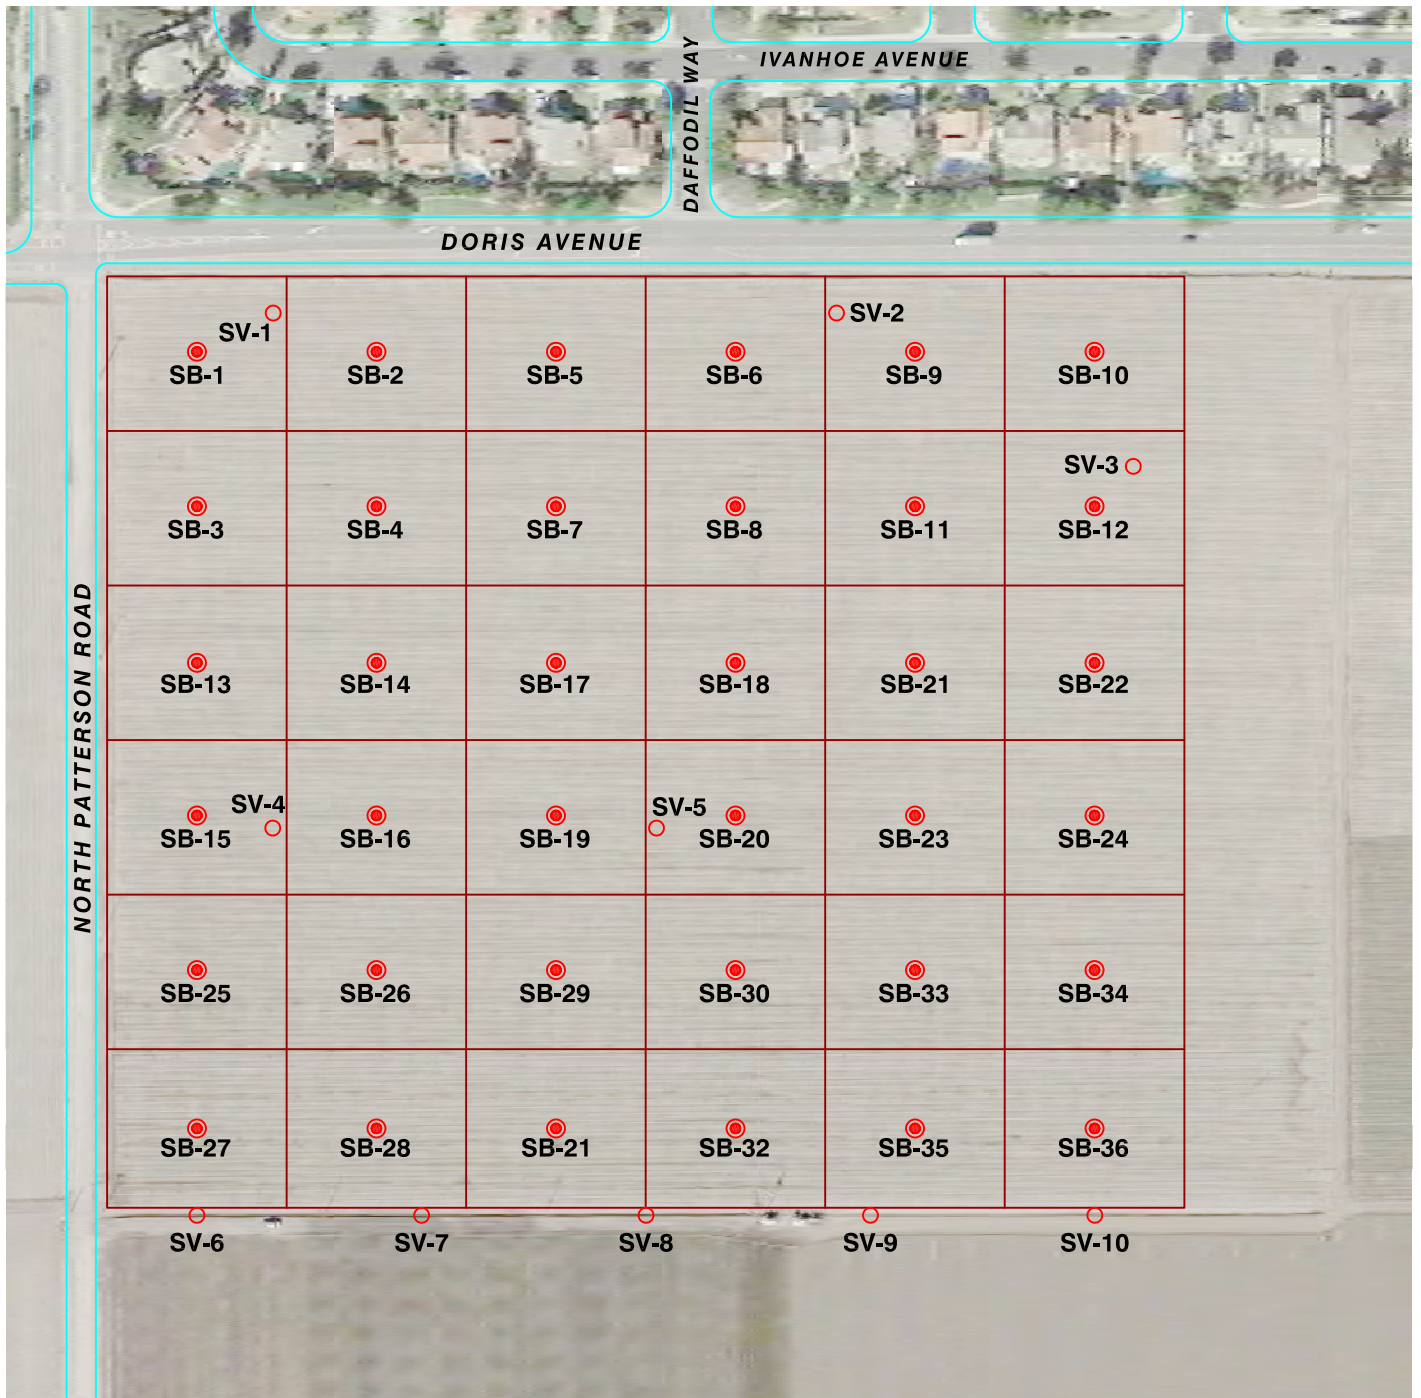 IVANHOE AVENUE
DAFFODIL WAY
DORIS AVENUE
SV-1
SV-2
SB-1
SB-2
SB-5
SB-6
SB-9
SB-10
SV-3
SB-3
SB-4
SB-7
SB-8
SB-11
SB-12
NORTH PATTERSON ROAD
SB-13
SB-14
SB-17
SB-18
SB-21
SB-22
SV-4
SV-5
SB-15
SB-16
SB-19
SB-20
SB-23
SB-24
SB-25
SB-26
SB-29
SB-30
SB-33
SB-34
SB-27
SB-28
SB-21
SB-32
SB-35
SB-36
SV-6
SV-7
SV-8
SV-9
SV-10